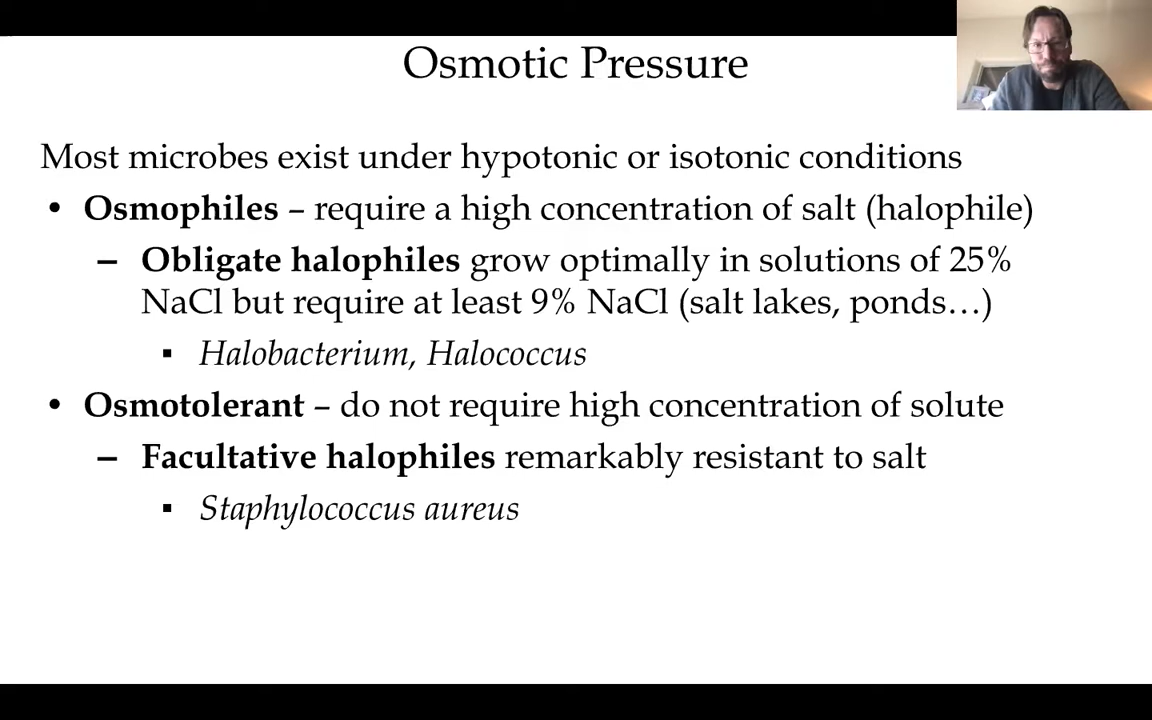 Osmotic Pressure
Most microbes exist under hypotonic or isotonic conditions
• Osmophiles – require a high concentration of salt (halophile)
– Obligate halophiles grow optimally in solutions of 25%
NaCl but require at least 9% NaCl (salt lakes, ponds…)
▪ Halobacterium, Halococcus
• Osmotolerant – do not require high concentration of solute
– Facultative halophiles remarkably resistant to salt
▪ Staphylococcus aureus